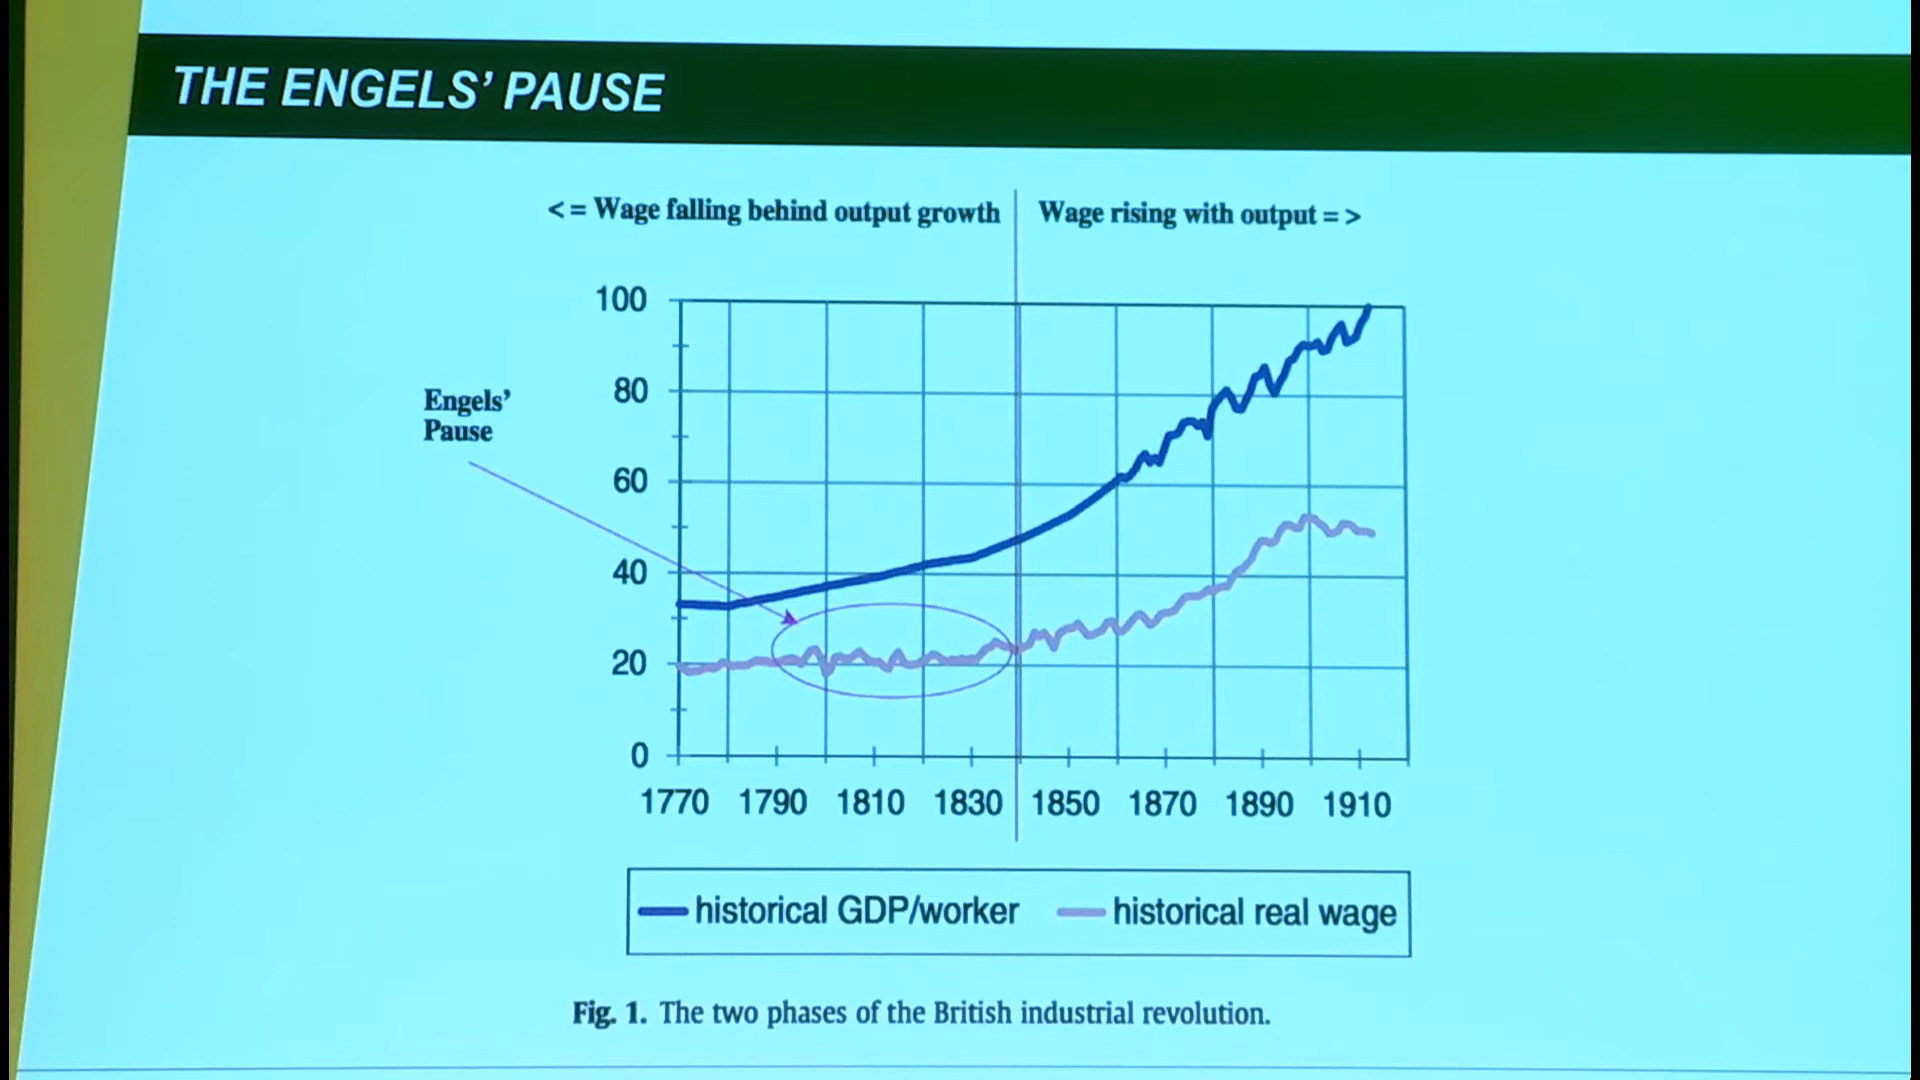 THE ENGELS' PAUSE
<= Wage falling behind output growth
Wage rising with output =>
Engels'
Pause
100
80
60
40
20
0
1770 1790 1810 1830 1850 1870 1890 1910
historical GDP/worker
historical real wage
Fig. 1. The two phases of the British industrial revolution.